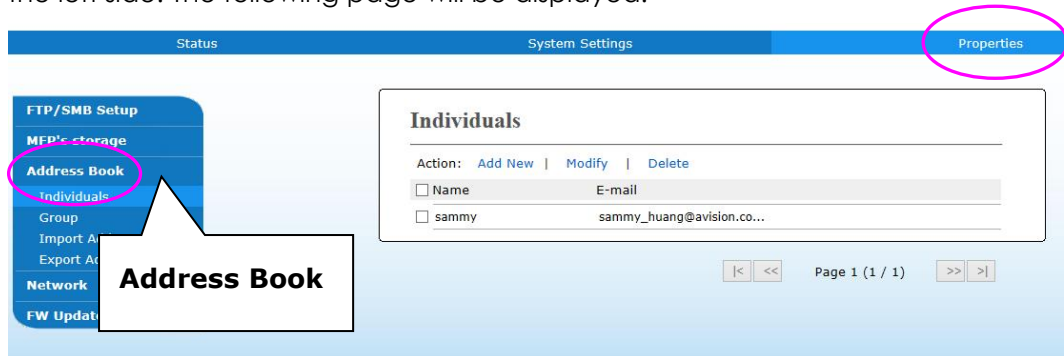 the left side. The following page will be displayed.
Status System Settings Properties
FTP/SMB Setup
MFP's storage
Address Book
Individuals
Group
Import
Export
Network
FW
Address Book
Individuals
Action: Add New | Modify | Delete
Name E-mail
sammy sammy_huang@avision.co...
|< << Page 1 (1 / 1) >> >|